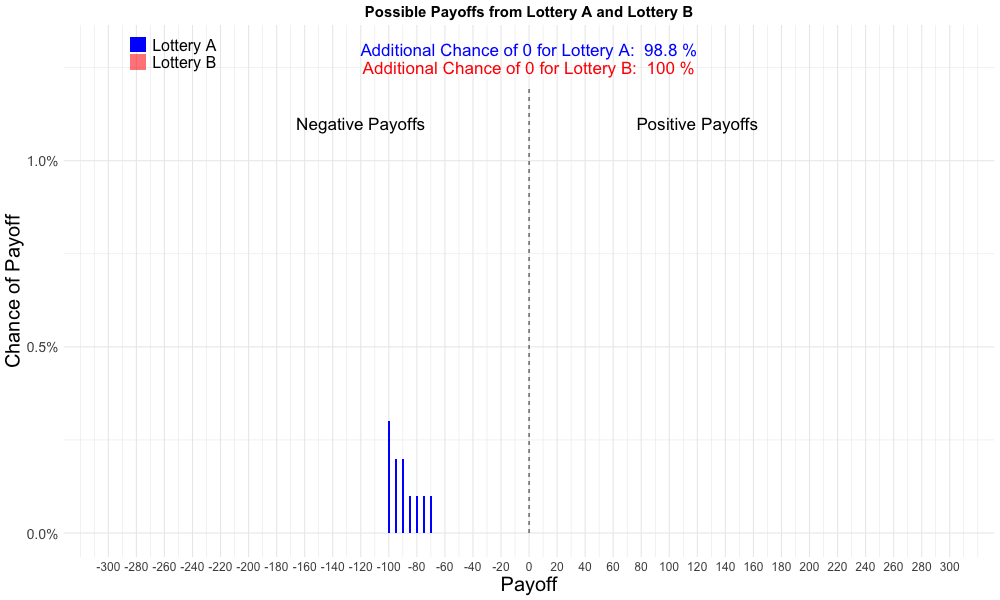 Possible Payoffs from Lottery A and Lottery B
Lottery A
Lottery B
Additional Chance of 0 for Lottery A: 98.8 %
Additional Chance of 0 for Lottery B: 100 %
Negative Payoffs
Positive Payoffs
Chance of Payoff
1.0%
0.5%
0.0%
-300 -280 -260 -240 -220 -200 -180 -160 -140 -120 -100 -80 -60 -40 -20 0 20 40 60 80 100 120 140 160 180 200 220 240 260 280 300
Payoff